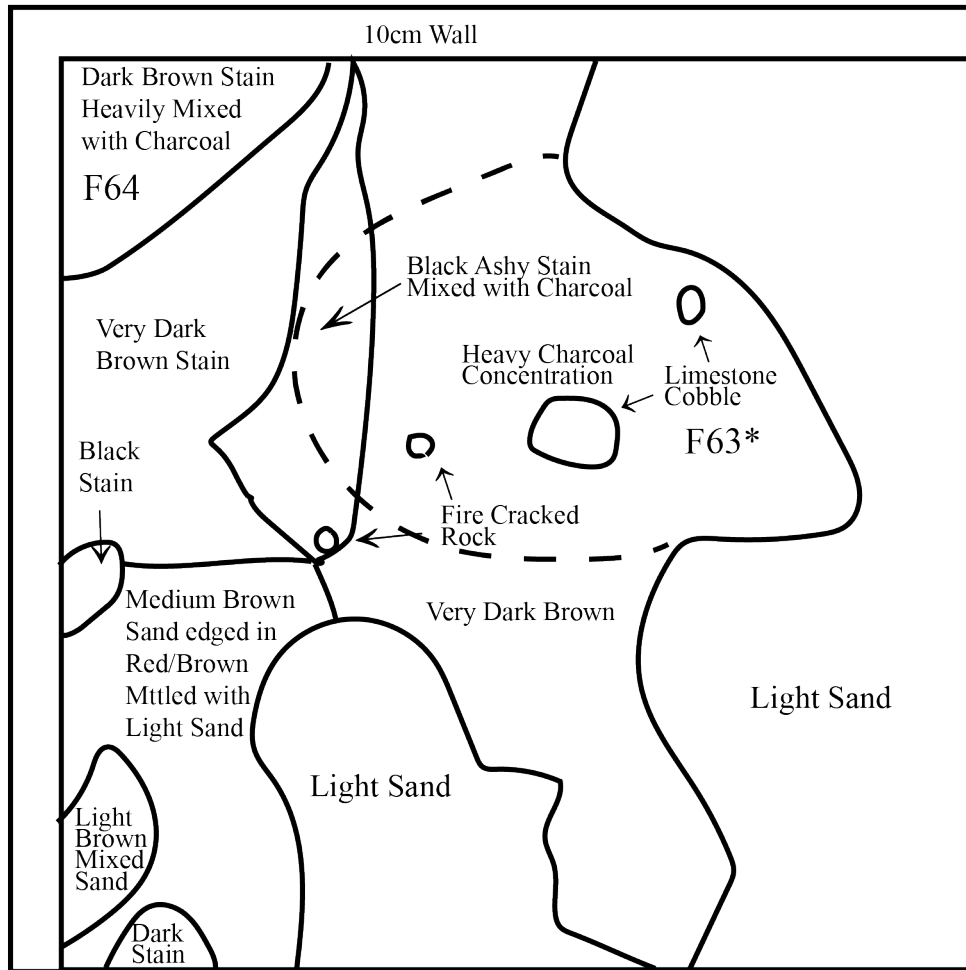 10cm Wall
Dark Brown Stain
Heavily Mixed
with Charcoal
F64
Black Ashy Stain
Mixed with Charcoal
Very Dark
Brown Stain
Heavy Charcoal
Concentration
Limestone
Cobble
F63*
Black
Stain
Fire Cracked
Rock
Medium Brown
Sand edged in
Red/Brown
Mttled with
Light Sand
Very Dark Brown
Light Sand
Light Sand
Light
Brown
Mixed
Sand
Dark
Stain